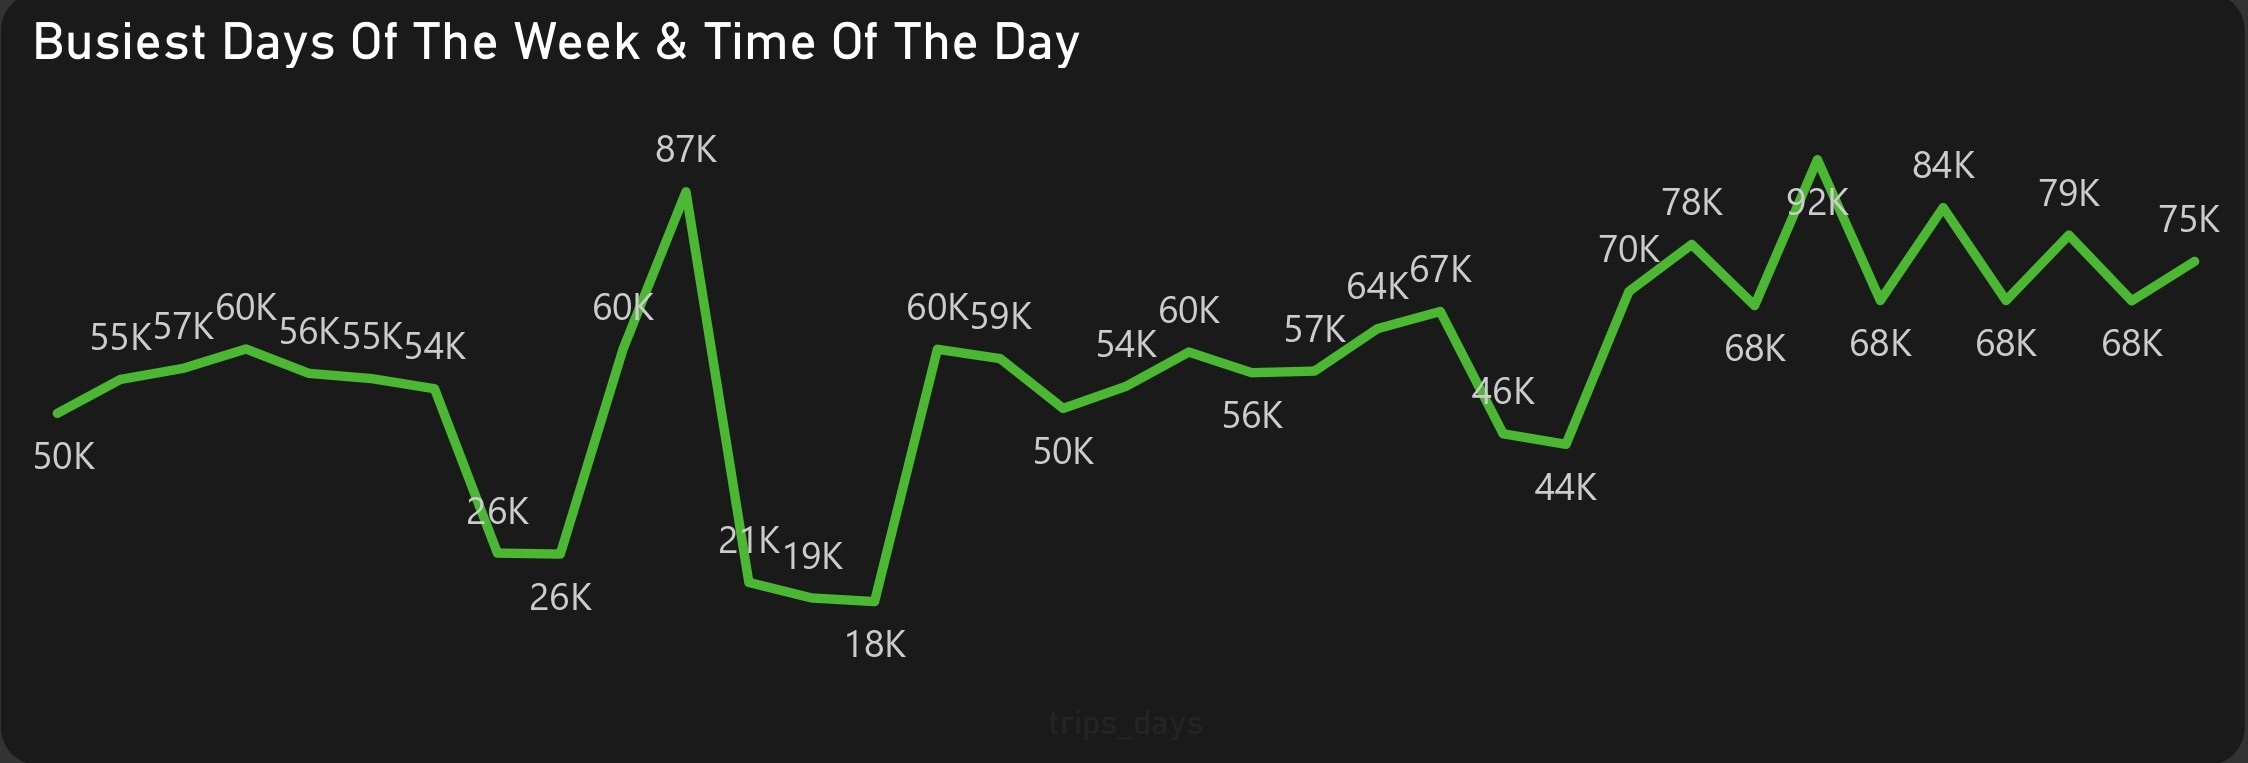 Busiest Days Of The Week & Time Of The Day
50K
55K
57K
60K
56K
55K
54K
26K
26K
60K
87K
21K
19K
18K
60K
59K
50K
54K
60K
56K
57K
64K
67K
46K
44K
70K
78K
68K
92K
68K
84K
68K
79K
68K
75K
trips_days